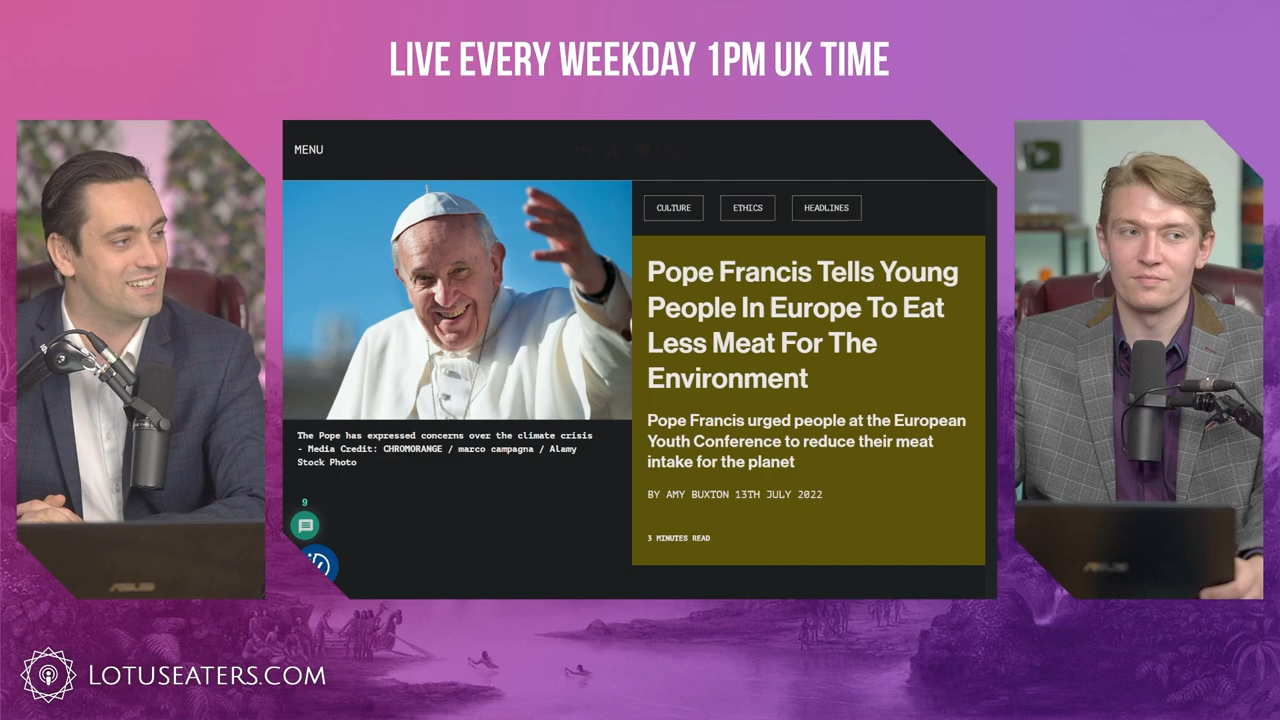 LIVE EVERY WEEKDAY 1PM UK TIME
MENU
CULTURE
ETHICS
HEADLINES
Pope Francis Tells Young
People In Europe To Eat
Less Meat For The
Environment
Pope Francis urged people at the European
Youth Conference to reduce their meat
intake for the planet
BY AMY BUXTON 13TH JULY 2022
3 MINUTES READ
The Pope has expressed concerns over the climate crisis
- Media Credit: CHROMORANGE / marco campagna / Alamy
Stock Photo
9
ASUS
ASUS
LOTUSEATERS.COM